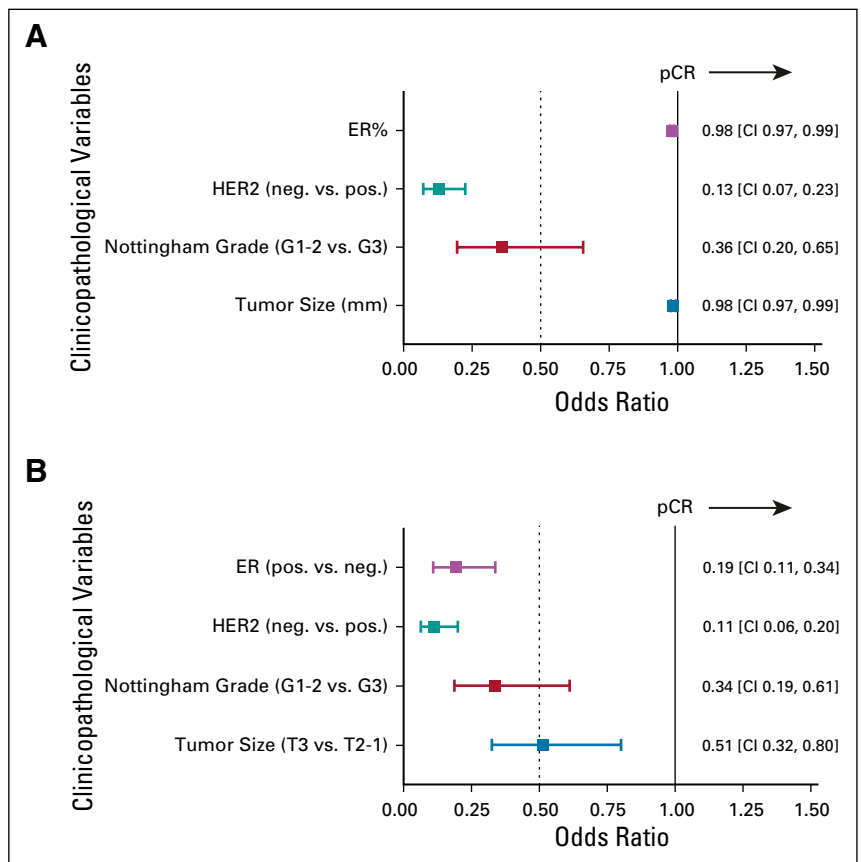 A
Clinicopathological Variables
pCR
ER%
0.98 [CI 0.97, 0.99]
HER2 (neg. vs. pos.)
0.13 [CI 0.07, 0.23]
Nottingham Grade (G1-2 vs. G3)
0.36 [CI 0.20, 0.65]
Tumor Size (mm)
0.98 [CI 0.97, 0.99]
0.00 0.25 0.50 0.75 1.00 1.25 1.50
Odds Ratio
B
Clinicopathological Variables
pCR
ER (pos. vs. neg.)
0.19 [CI 0.11, 0.34]
HER2 (neg. vs. pos.)
0.11 [CI 0.06, 0.20]
Nottingham Grade (G1-2 vs. G3)
0.34 [CI 0.19, 0.61]
Tumor Size (T3 vs. T2-1)
0.51 [CI 0.32, 0.80]
0.00 0.25 0.50 0.75 1.00 1.25 1.50
Odds Ratio